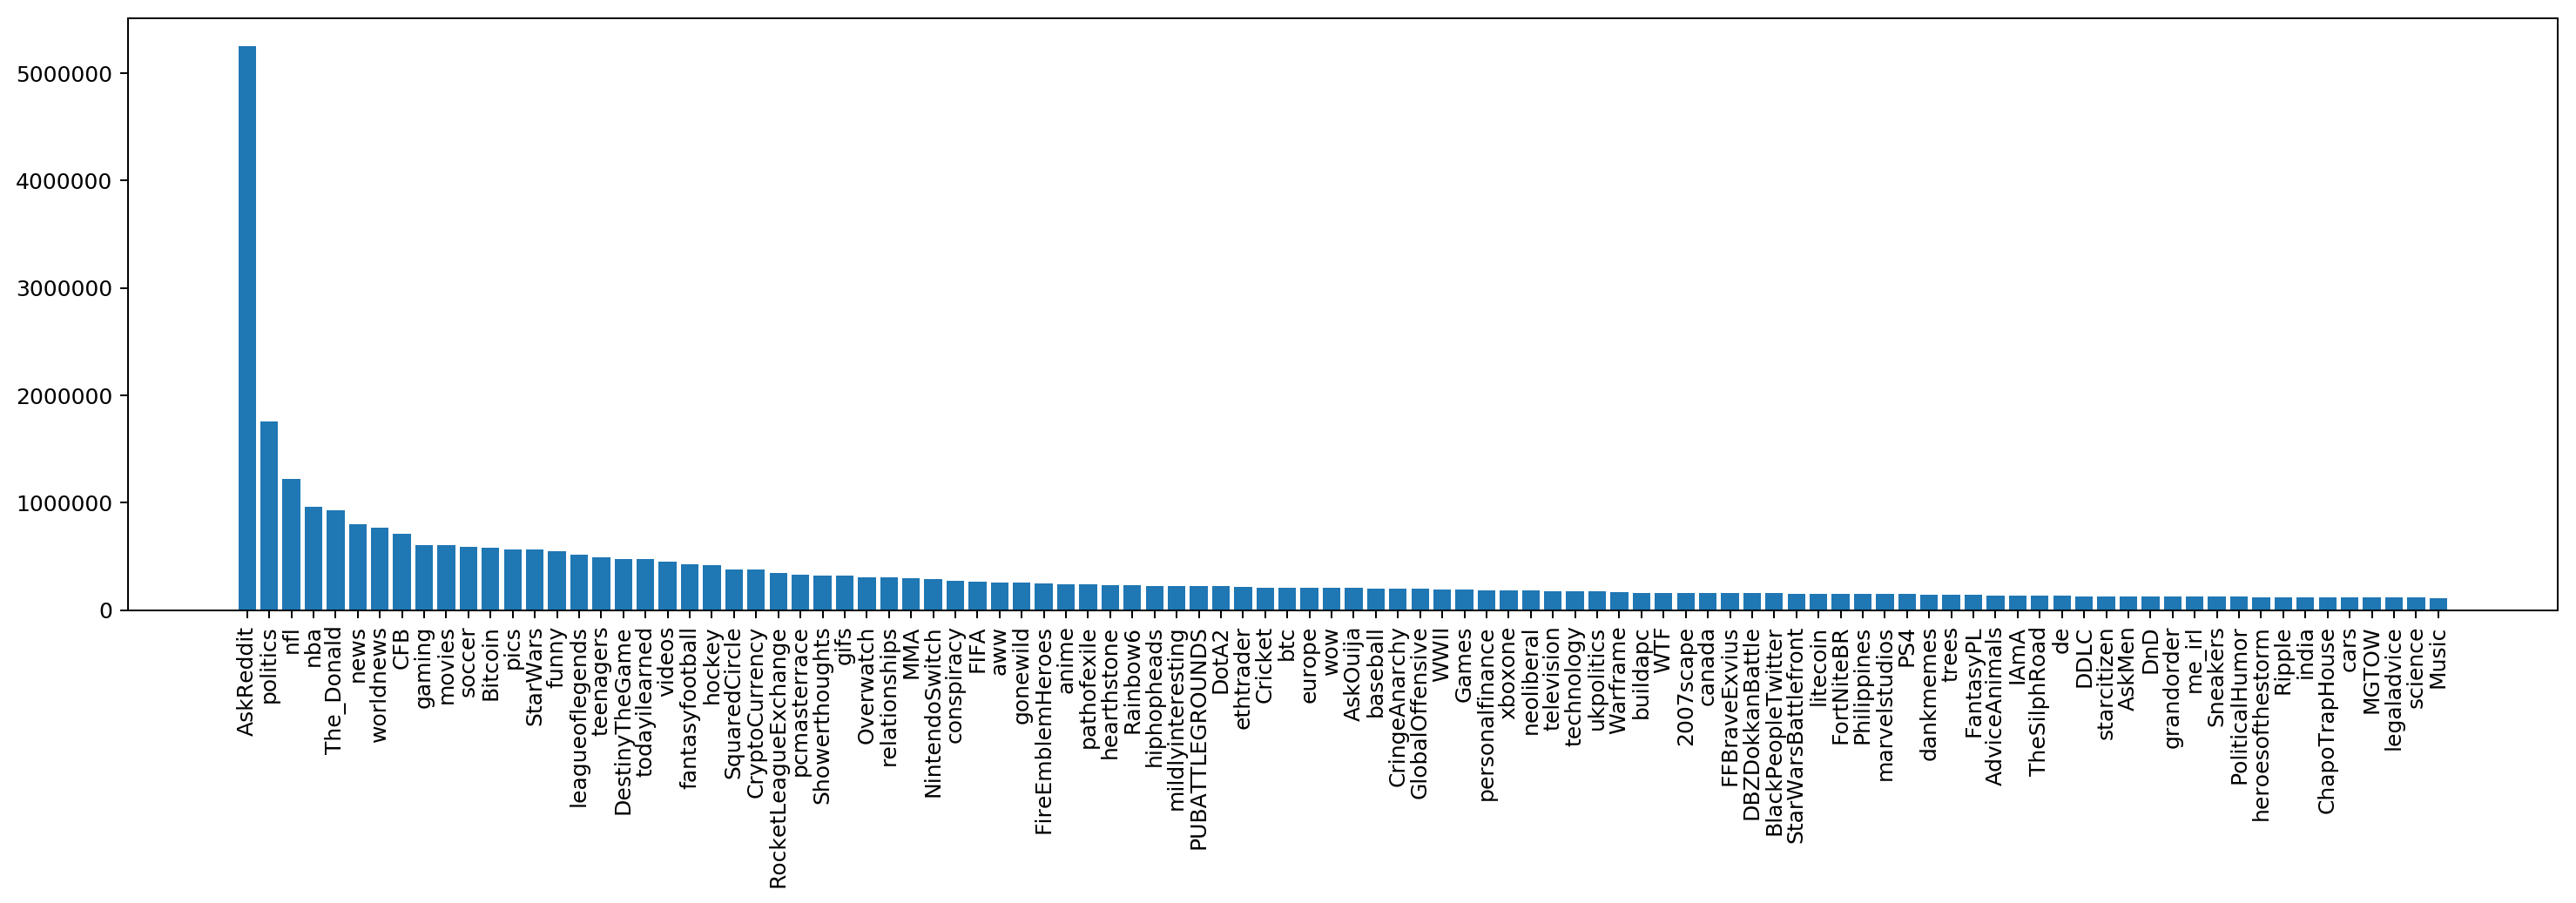 5000000
4000000
3000000
2000000
1000000
0
AskReddit
politics
nfl
nba
The_Donald
news
worldnews
CFB
gaming
movies
soccer
Bitcoin
pics
StarWars
funny
leagueoflegends
teenagers
DestinyTheGame
todayilearned
videos
fantasyfootball
hockey
SquaredCircle
CryptoCurrency
RocketLeagueExchange
pcmasterrace
Showerthoughts
gifs
Overwatch
relationships
MMA
NintendoSwitch
conspiracy
FIFA
aww
gonewild
FireEmblemHeroes
anime
pathofexile
hearthstone
Rainbow6
hiphopheads
mildlyinteresting
PUBATTLEGROUNDS
DotA2
ethtrader
Cricket
btc
europe
wow
AskOuija
baseball
CringeAnarchy
GlobalOffensive
WWII
Games
personalfinance
xboxone
neoliberal
television
technology
ukpolitics
Warframe
buildapc
WTF
2007scape
canada
FFBraveExvius
DBZDokkanBattle
BlackPeopleTwitter
StarWarsBattlefront
litecoin
FortNiteBR
Philippines
marvelstudios
PS4
dankmemes
trees
FantasyPL
AdviceAnimals
IAmA
TheSilphRoad
de
DDLC
starcitizen
AskMen
DnD
grandorder
me_irl
Sneakers
PoliticalHumor
heroesofthestorm
Ripple
india
ChapoTrapHouse
cars
MGTOW
legaladvice
science
Music